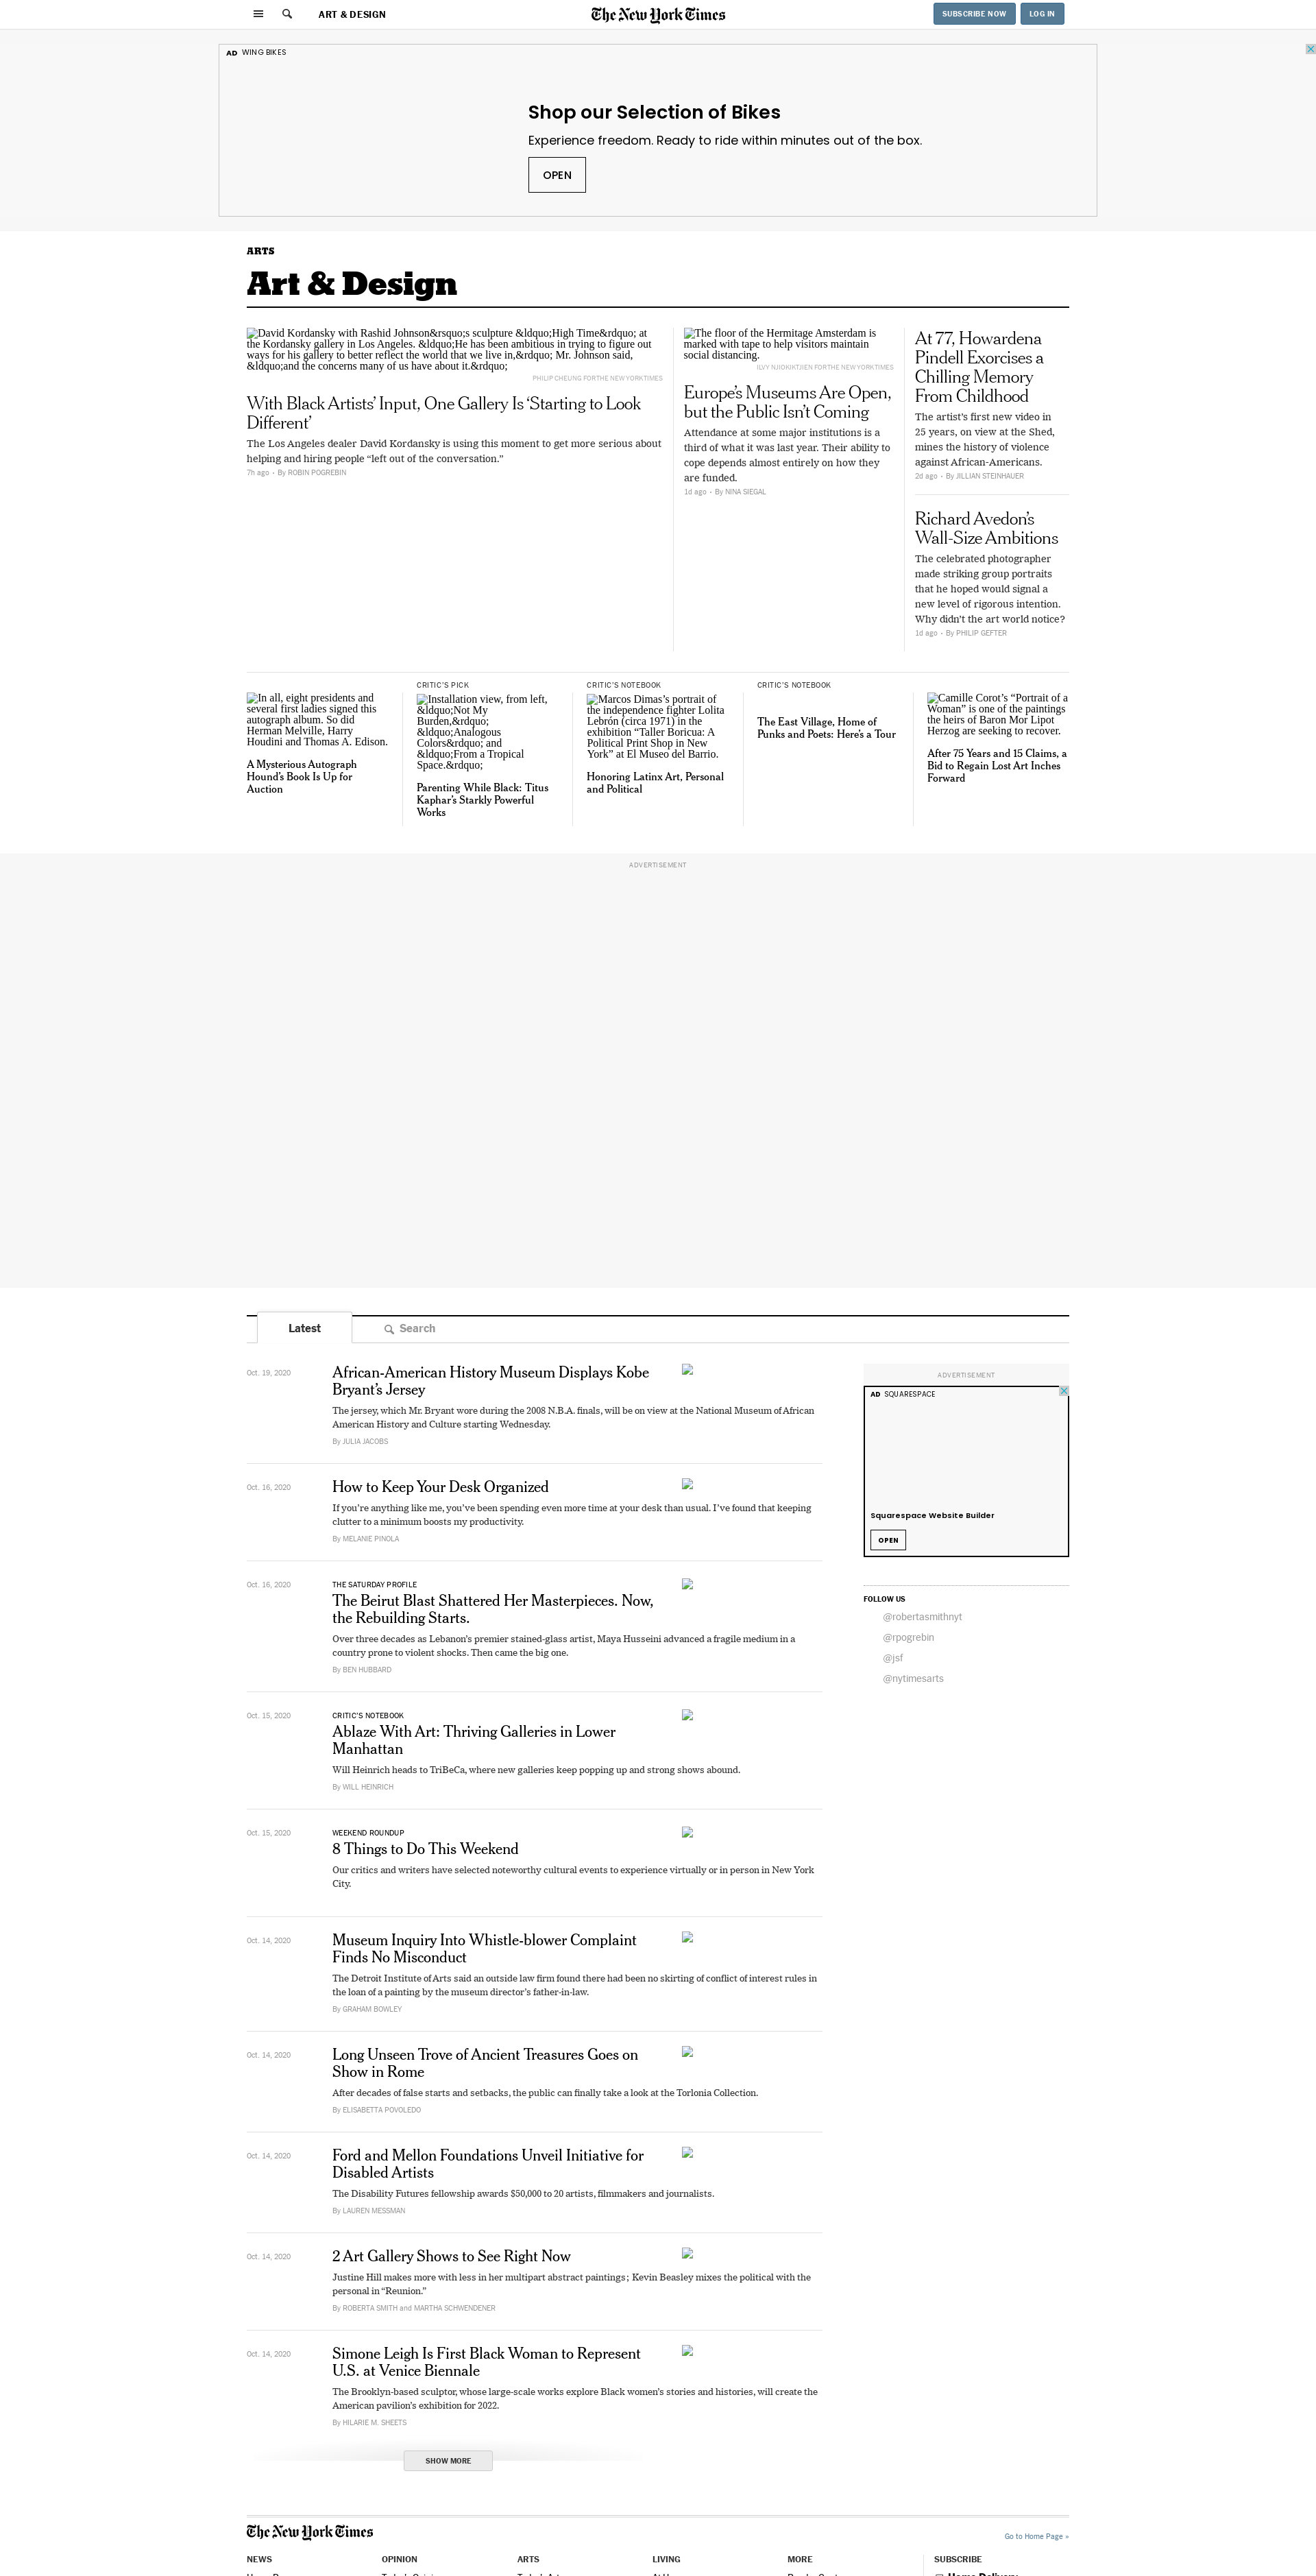 ART & DESIGN
The New York Times
SUBSCRIBE NOW
LOG IN
AD WING BIKES
Shop our Selection of Bikes
Experience freedom. Ready to ride within minutes out of the box.
OPEN
ARTS
Art & Design
David Kordansky with Rashid Johnson&rsquo;s sculpture &ldquo;High Time&rdquo; at
the Kordansky gallery in Los Angeles. &ldquo;He has been ambitious in trying to figure out
ways for his gallery to better reflect the world that we live in,&rdquo; Mr. Johnson said,
&ldquo;and the concerns many of us have about it.&rdquo;
PHILIP CHEUNG FOR THE NEW YORK TIMES
With Black Artists’ Input, One Gallery Is ‘Starting to Look
Different’
The Los Angeles dealer David Kordansky is using this moment to get more serious about
helping and hiring people “left out of the conversation.”
7h ago • By ROBIN POGREBIN
The floor of the Hermitage Amsterdam is
marked with tape to help visitors maintain
social distancing.
ILVY NJIOKIKTJIEN FOR THE NEW YORK TIMES
Europe’s Museums Are Open,
but the Public Isn’t Coming
Attendance at some major institutions is a
third of what it was last year. Their ability to
cope depends almost entirely on how they
are funded.
1d ago • By NINA SIEGAL
At 77, Howardena
Pindell Exorcises a
Chilling Memory
From Childhood
The artist’s first new video in
25 years, on view at the Shed,
mines the history of violence
against African-Americans.
2d ago • By JILLIAN STEINHAUER
Richard Avedon’s
Wall-Size Ambitions
The celebrated photographer
made striking group portraits
that he hoped would signal a
new level of rigorous intention.
Why didn’t the art world notice?
1d ago • By PHILIP GEFTER
In all, eight presidents and
several first ladies signed this
autograph album. So did
Herman Melville, Harry
Houdini and Thomas A. Edison.
A Mysterious Autograph
Hound’s Book Is Up for
Auction
CRITIC’S PICK
Installation view, from left,
&ldquo;Not My
Burden,&rdquo;
&ldquo;Analogous
Colors&rdquo; and
&ldquo;From a Tropical
Space.&rdquo;
Parenting While Black: Titus
Kaphar’s Starkly Powerful
Works
CRITIC’S NOTEBOOK
Marcos Dimas’s portrait of
the independence fighter Lolita
Lebrón (circa 1971) in the
exhibition “Taller Boricua: A
Political Print Shop in New
York” at El Museo del Barrio.
Honoring Latinx Art, Personal
and Political
CRITIC’S NOTEBOOK
The East Village, Home of
Punks and Poets: Here’s a Tour
Camille Corot’s “Portrait of a
Woman” is one of the paintings
the heirs of Baron Mor Lipot
Herzog are seeking to recover.
After 75 Years and 15 Claims, a
Bid to Regain Lost Art Inches
Forward
ADVERTISEMENT
Latest
Search
Oct. 19, 2020
African-American History Museum Displays Kobe
Bryant’s Jersey
The jersey, which Mr. Bryant wore during the 2008 N.B.A. finals, will be on view at the National Museum of African
American History and Culture starting Wednesday.
By JULIA JACOBS
Oct. 16, 2020
How to Keep Your Desk Organized
If you’re anything like me, you’ve been spending even more time at your desk than usual. I’ve found that keeping
clutter to a minimum boosts my productivity.
By MELANIE PINOLA
Oct. 16, 2020
THE SATURDAY PROFILE
The Beirut Blast Shattered Her Masterpieces. Now,
the Rebuilding Starts.
Over three decades as Lebanon’s premier stained-glass artist, Maya Husseini advanced a fragile medium in a
country prone to violent shocks. Then came the big one.
By BEN HUBBARD
Oct. 15, 2020
CRITIC’S NOTEBOOK
Ablaze With Art: Thriving Galleries in Lower
Manhattan
Will Heinrich heads to TriBeCa, where new galleries keep popping up and strong shows abound.
By WILL HEINRICH
Oct. 15, 2020
WEEKEND ROUNDUP
8 Things to Do This Weekend
Our critics and writers have selected noteworthy cultural events to experience virtually or in person in New York
City.
Oct. 14, 2020
Museum Inquiry Into Whistle-blower Complaint
Finds No Misconduct
The Detroit Institute of Arts said an outside law firm found there had been no skirting of conflict of interest rules in
the loan of a painting by the museum director’s father-in-law.
By GRAHAM BOWLEY
Oct. 14, 2020
Long Unseen Trove of Ancient Treasures Goes on
Show in Rome
After decades of false starts and setbacks, the public can finally take a look at the Torlonia Collection.
By ELISABETTA POVOLEDO
Oct. 14, 2020
Ford and Mellon Foundations Unveil Initiative for
Disabled Artists
The Disability Futures fellowship awards $50,000 to 20 artists, filmmakers and journalists.
By LAUREN MESSMAN
Oct. 14, 2020
2 Art Gallery Shows to See Right Now
Justine Hill makes more with less in her multipart abstract paintings; Kevin Beasley mixes the political with the
personal in “Reunion.”
By ROBERTA SMITH and MARTHA SCHWENDENER
Oct. 14, 2020
Simone Leigh Is First Black Woman to Represent
U.S. at Venice Biennale
The Brooklyn-based sculptor, whose large-scale works explore Black women’s stories and histories, will create the
American pavilion’s exhibition for 2022.
By HILARIE M. SHEETS
SHOW MORE
ADVERTISEMENT
AD SQUARESPACE
Squarespace Website Builder
OPEN
FOLLOW US
@robertasmithnyt
@rpogrebin
@jsf
@nytimesarts
The New York Times
Go to Home Page »
NEWS
OPINION
ARTS
LIVING
MORE
SUBSCRIBE